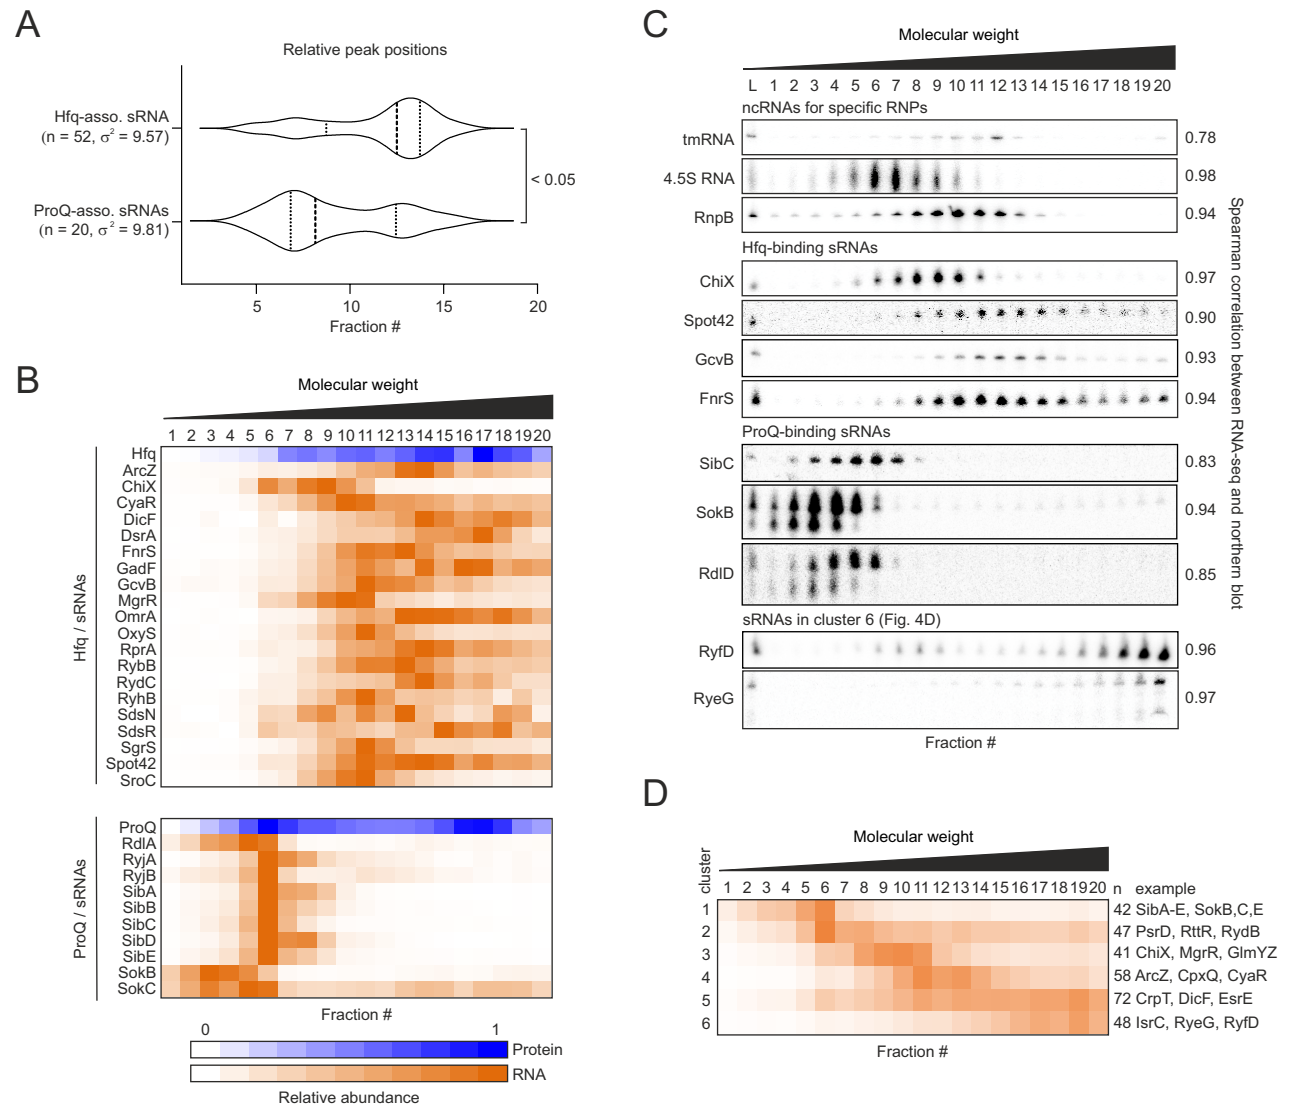 A
Relative peak positions
Hfq-asso. sRNA
(n = 52, σ² = 9.57)
ProQ-asso. sRNAs
(n = 20, σ² = 9.81)
< 0.05
5 10 15 20
Fraction #
B
Molecular weight
1 2 3 4 5 6 7 8 9 10 11 12 13 14 15 16 17 18 19 20
Hfq / sRNAs
Hfq
ArcZ
ChiX
CyaR
DicF
DsrA
FnrS
GadF
GcvB
MgrR
OmrA
OxyS
RprA
RybB
RydC
RyhB
SdsN
SdsR
SgrS
Spot42
SroC
ProQ / sRNAs
ProQ
RdlA
RyjA
RyjB
SibA
SibB
SibC
SibD
SibE
SokB
SokC
Fraction #
0 1
Protein
RNA
Relative abundance
C
Molecular weight
L 1 2 3 4 5 6 7 8 9 10 11 12 13 14 15 16 17 18 19 20
ncRNAs for specific RNPs
tmRNA 0.78
4.5S RNA 0.98
RnpB 0.94
Hfq-binding sRNAs
ChiX 0.97
Spot42 0.90
GcvB 0.93
FnrS 0.94
ProQ-binding sRNAs
SibC 0.83
SokB 0.94
RdlD 0.85
sRNAs in cluster 6 (Fig. 4D)
RyfD 0.96
RyeG 0.97
Fraction #
Spearman correlation between RNA-seq and northern blot
D
Molecular weight
cluster 1 2 3 4 5 6 7 8 9 10 11 12 13 14 15 16 17 18 19 20 n example
1 42 SibA-E, SokB,C,E
2 47 PsrD, RttR, RydB
3 41 ChiX, MgrR, GlmYZ
4 58 ArcZ, CpxQ, CyaR
5 72 CrpT, DicF, EsrE
6 48 IsrC, RyeG, RyfD
Fraction #